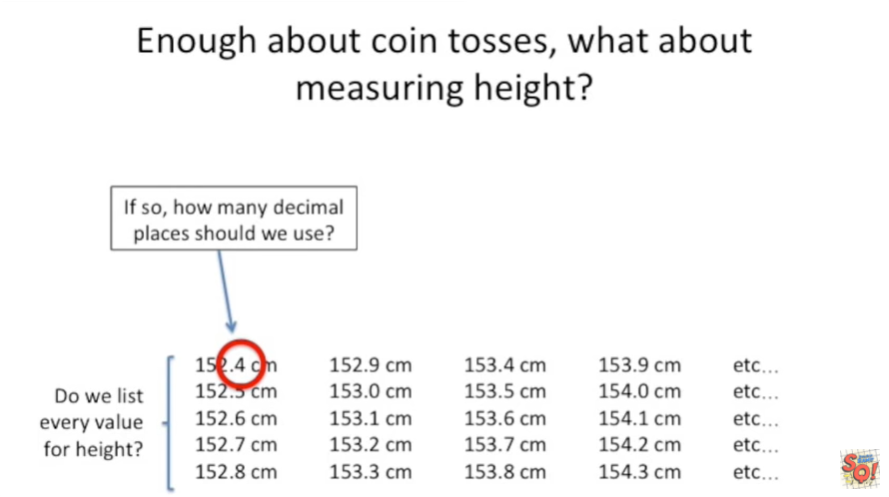 Enough about coin tosses, what about
measuring height?
If so, how many decimal
places should we use?
Do we list
every value
for height?
152.4 cm 152.9 cm 153.4 cm 153.9 cm etc...
152.5 cm 153.0 cm 153.5 cm 154.0 cm etc...
152.6 cm 153.1 cm 153.6 cm 154.1 cm etc...
152.7 cm 153.2 cm 153.7 cm 154.2 cm etc...
152.8 cm 153.3 cm 153.8 cm 154.3 cm etc...
SQ!